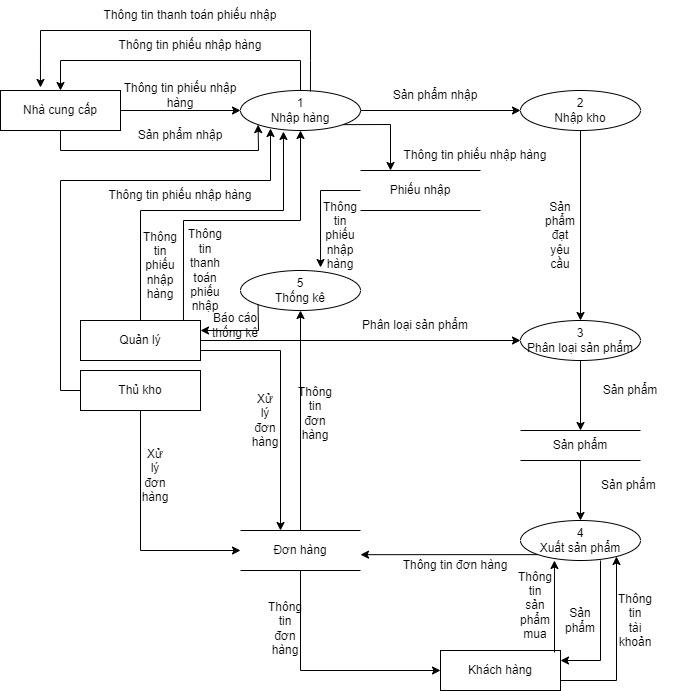 Thông tin thanh toán phiếu nhập
Thông tin phiếu nhập hàng
Thông tin phiếu nhập
hàng
Nhà cung cấp
1
Nhập hàng
Sản phẩm nhập
2
Nhập kho
Sản phẩm nhập
Thông tin phiếu nhập hàng
Thông tin phiếu nhập hàng
Phiếu nhập
Thông
tin
phiếu
nhập
hàng
Thông
tin
thanh
toán
phiếu
nhập
Thông
tin
phiếu
nhập
hàng
Sản
phẩm
đạt
yêu
cầu
5
Thống kê
Báo cáo
thống kê
Phân loại sản phẩm
3
Phân loại sản phẩm
Quản lý
Thủ kho
Sản phẩm
Xử
lý
đơn
hàng
Thông
tin
đơn
hàng
Sản phẩm
Xử
lý
đơn
hàng
Sản phẩm
Đơn hàng
4
Xuất sản phẩm
Thông tin đơn hàng
Thông
tin
đơn
hàng
Thông
tin
sản
phẩm
mua
Sản
phẩm
Thông
tin
tài
khoản
Khách hàng